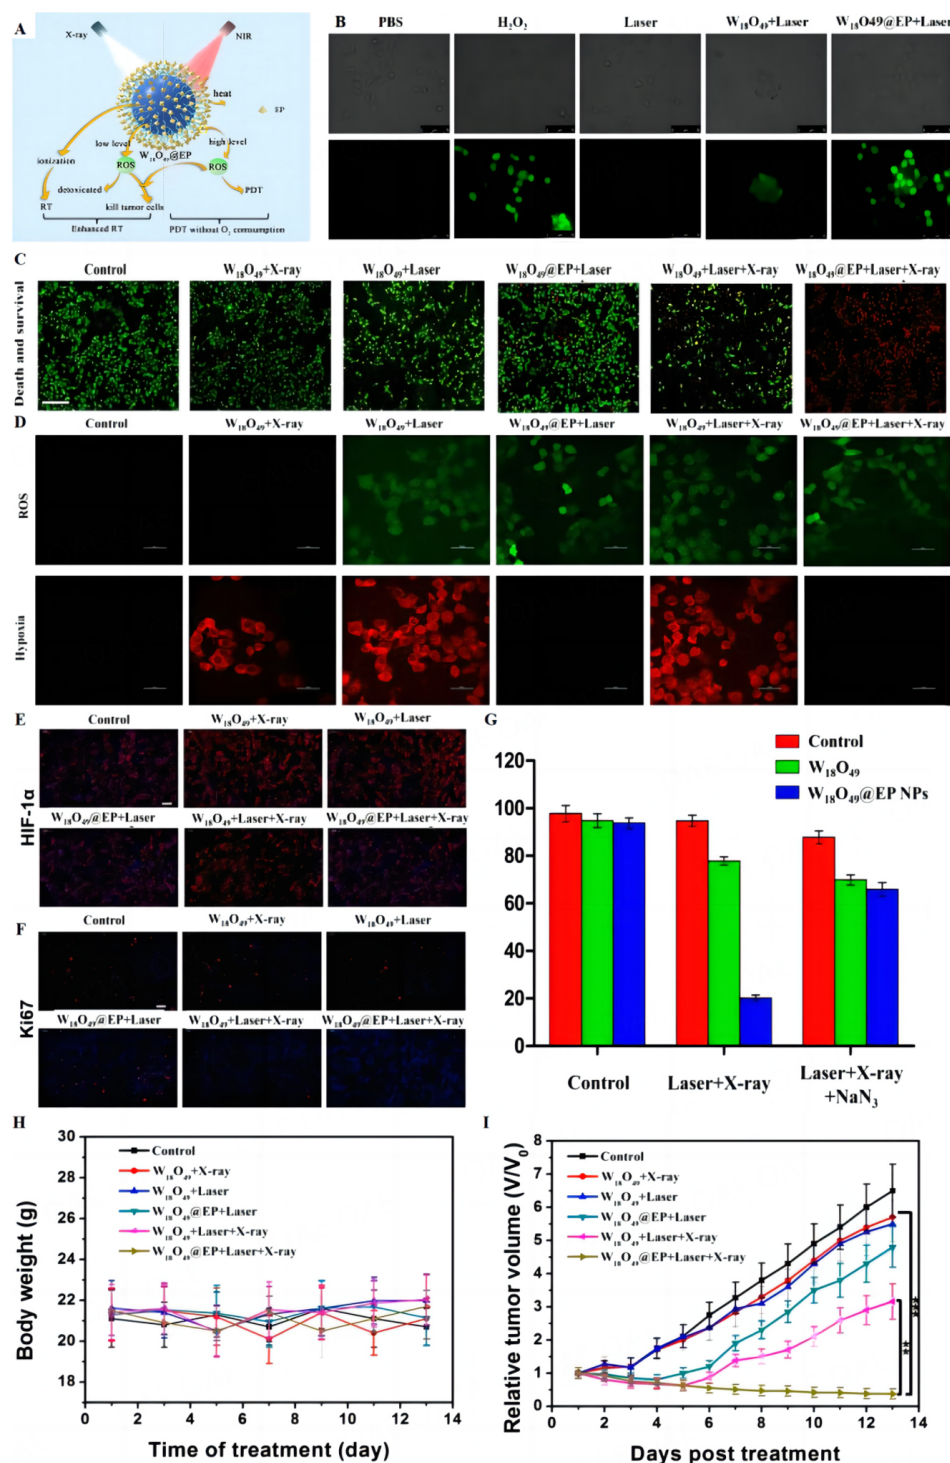 A
X-ray
NIR
heat
EP
low level
W₁₈O₄₉@EP
high level
ionization
ROS
ROS
detoxicated
PDT
RT
kill tumor cells
Enhanced RT
PDT without O₂ comsumption
B
PBS
H₂O₂
Laser
W₁₈O₄₉+Laser
W₁₈O49@EP+Laser
C
Control
W₁₈O₄₉+X-ray
W₁₈O₄₉+Laser
W₁₈O₄₉@EP+Laser
W₁₈O₄₉+Laser+X-ray
W₁₈O₄₉@EP+Laser+X-ray
Death and survival
D
Control
W₁₈O₄₉+X-ray
W₁₈O₄₉+Laser
W₁₈O₄₉@EP+Laser
W₁₈O₄₉+Laser+X-ray
W₁₈O₄₉@EP+Laser+X-ray
ROS
Hypoxia
E
Control
W₁₈O₄₉+X-ray
W₁₈O₄₉+Laser
HIF-1α
W₁₈O₄₉@EP+Laser
W₁₈O₄₉+Laser+X-ray
W₁₈O₄₉@EP+Laser+X-ray
F
Control
W₁₈O₄₉+X-ray
W₁₈O₄₉+Laser
Ki67
W₁₈O₄₉@EP+Laser
W₁₈O₄₉+Laser+X-ray
W₁₈O₄₉@EP+Laser+X-ray
G
Control
W₁₈O₄₉
W₁₈O₄₉@EP NPs
120
100
80
60
40
20
0
Control
Laser+X-ray
Laser+X-ray
+NaN₃
H
Control
W₁₈O₄₉+X-ray
W₁₈O₄₉+Laser
W₁₈O₄₉@EP+Laser
W₁₈O₄₉+Laser+X-ray
W₁₈O₄₉@EP+Laser+X-ray
Body weight (g)
30
28
26
24
22
20
18
0 2 4 6 8 10 12 14
Time of treatment (day)
I
Control
W₁₈O₄₉+X-ray
W₁₈O₄₉+Laser
W₁₈O₄₉@EP+Laser
W₁₈O₄₉+Laser+X-ray
W₁₈O₄₉@EP+Laser+X-ray
Relative tumor volume (V/V₀)
8
7
6
5
4
3
2
1
0
0 2 4 6 8 10 12 14
Days post treatment
***
**